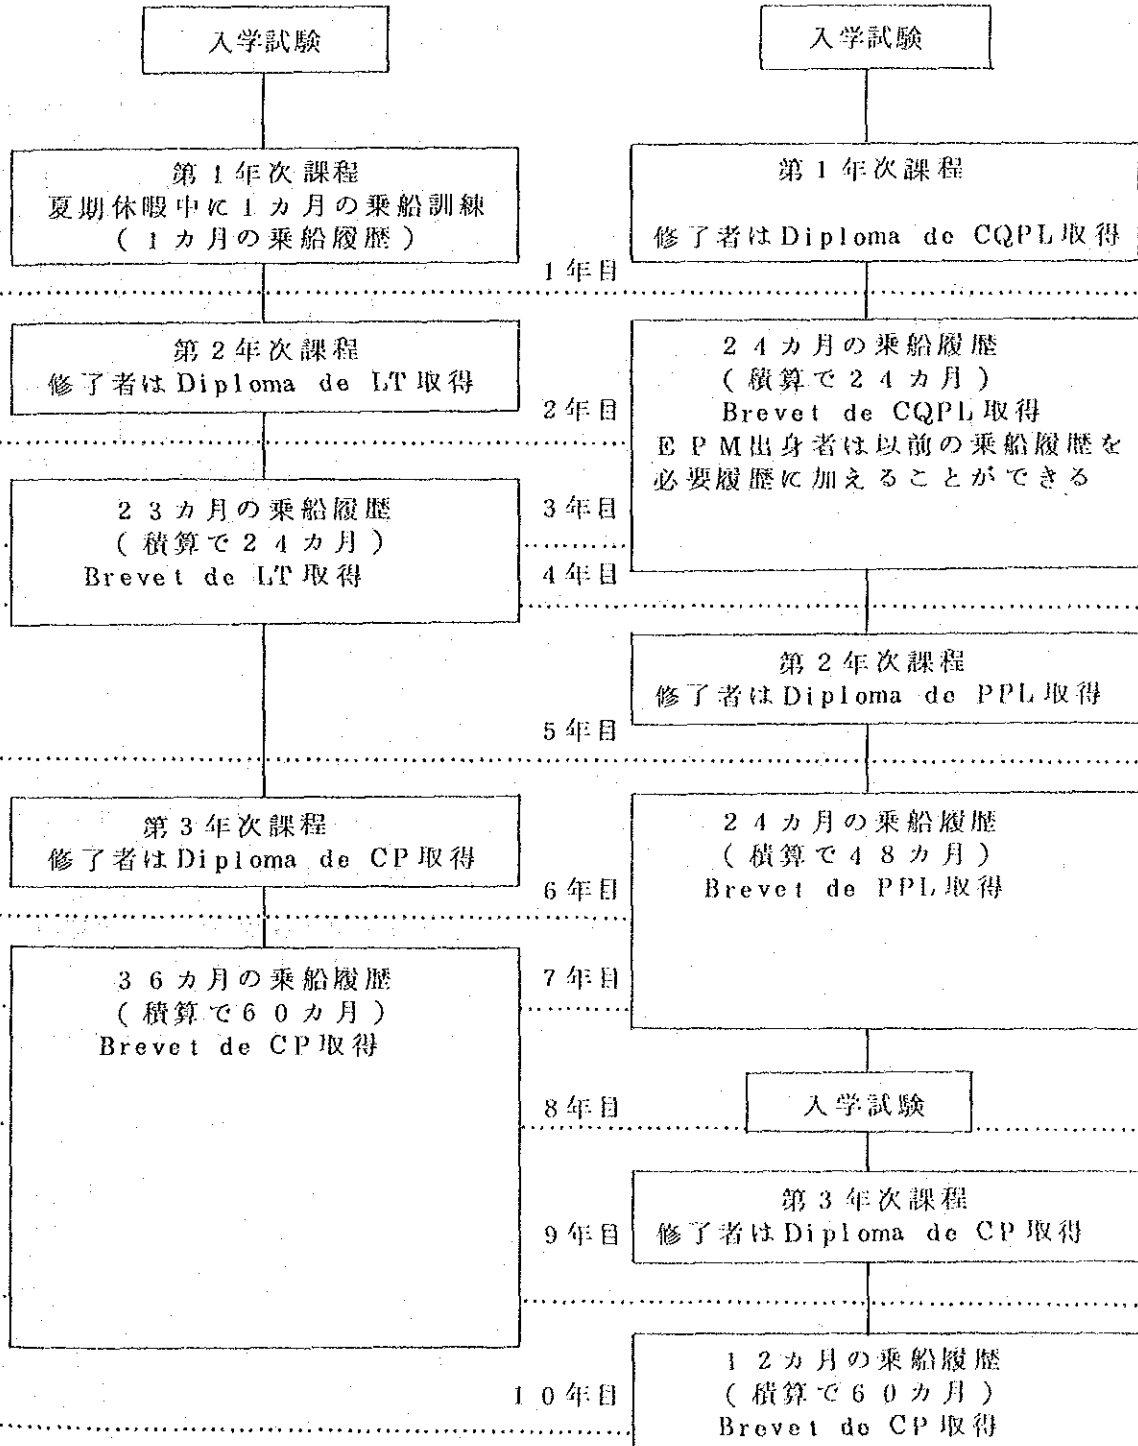 入学試験
第1年次課程
夏期休暇中に1カ月の乗船訓練
(1カ月の乗船履歴)
第2年次課程
修了者はDiploma de LT取得
23カ月の乗船履歴
(積算で24カ月)
Brevet de LT取得
第3年次課程
修了者はDiploma de CP取得
36カ月の乗船履歴
(積算で60カ月)
Brevet de CP取得
1年目
2年目
3年目
4年目
5年目
6年目
7年目
8年目
9年目
10年目
入学試験
第1年次課程
修了者はDiploma de CQPL取得
24カ月の乗船履歴
(積算で24カ月)
Brevet de CQPL取得
EPM出身者は以前の乗船履歴を
必要履歴に加えることができる
第2年次課程
修了者はDiploma de PPL取得
24カ月の乗船履歴
(積算で48カ月)
Brevet de PPL取得
入学試験
第3年次課程
修了者はDiploma de CP取得
12カ月の乗船履歴
(積算で60カ月)
Brevet de CP取得